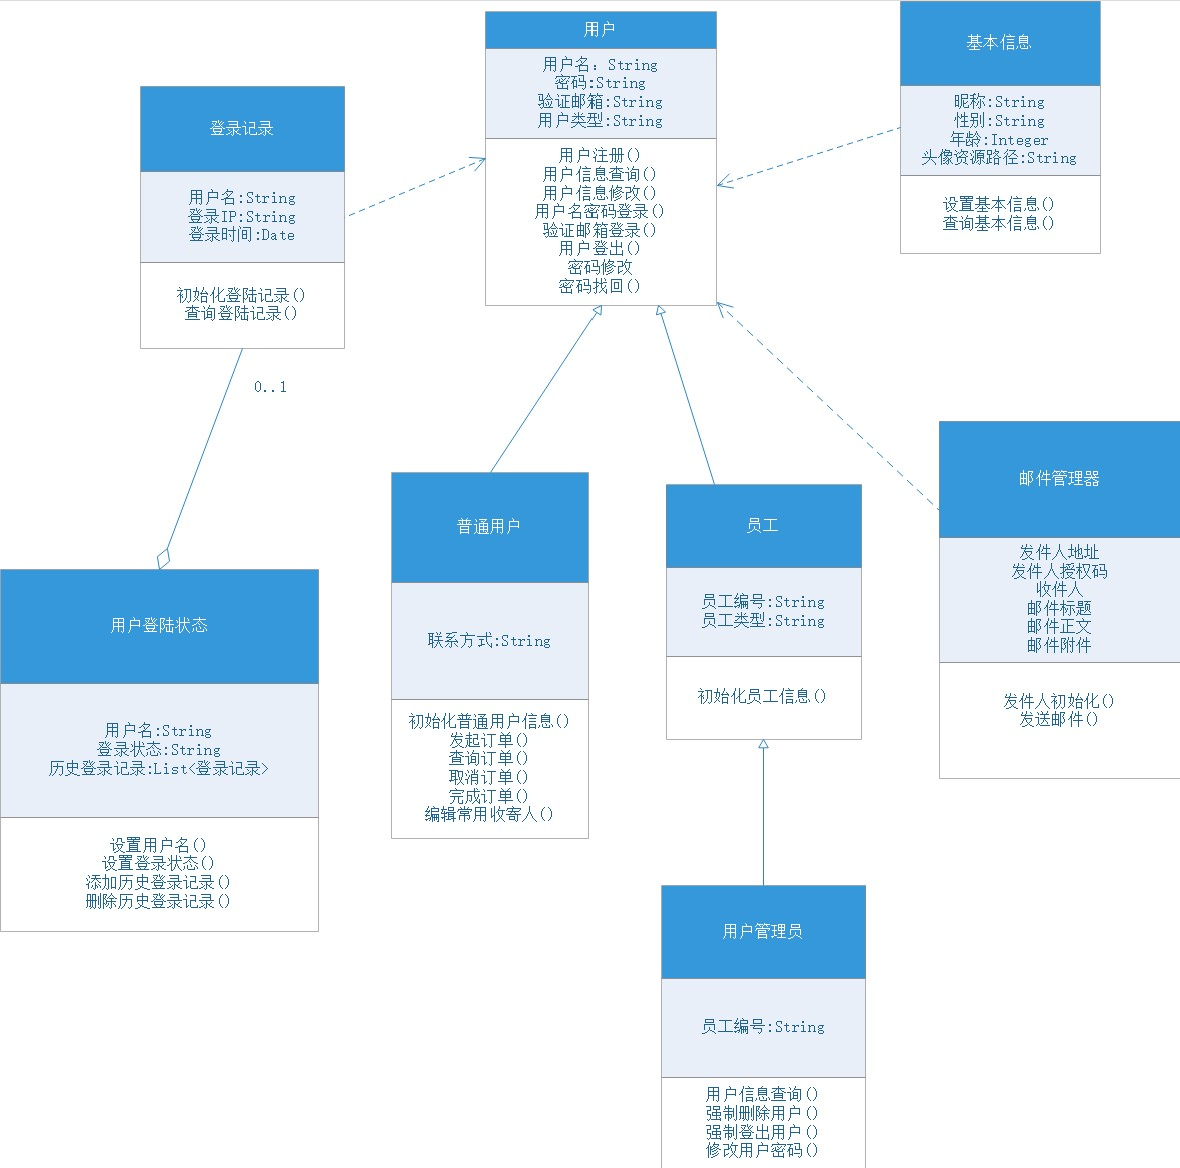 用户
用户名：String
密码:String
验证邮箱:String
用户类型:String
用户注册()
用户信息查询()
用户信息修改()
用户名密码登录()
验证邮箱登录()
用户登出()
密码修改
密码找回()
基本信息
昵称:String
性别:String
年龄:Integer
头像资源路径:String
设置基本信息()
查询基本信息()
登录记录
用户名:String
登录IP:String
登录时间:Date
初始化登陆记录()
查询登陆记录()
0..1
用户登陆状态
用户名:String
登录状态:String
历史登录记录:List<登录记录>
设置用户名()
设置登录状态()
添加历史登录记录()
删除历史登录记录()
普通用户
联系方式:String
初始化普通用户信息()
发起订单()
查询订单()
取消订单()
完成订单()
编辑常用收寄人()
员工
员工编号:String
员工类型:String
初始化员工信息()
邮件管理器
发件人地址
发件人授权码
收件人
邮件标题
邮件正文
邮件附件
发件人初始化()
发送邮件()
用户管理员
员工编号:String
用户信息查询()
强制删除用户()
强制登出用户()
修改用户密码()